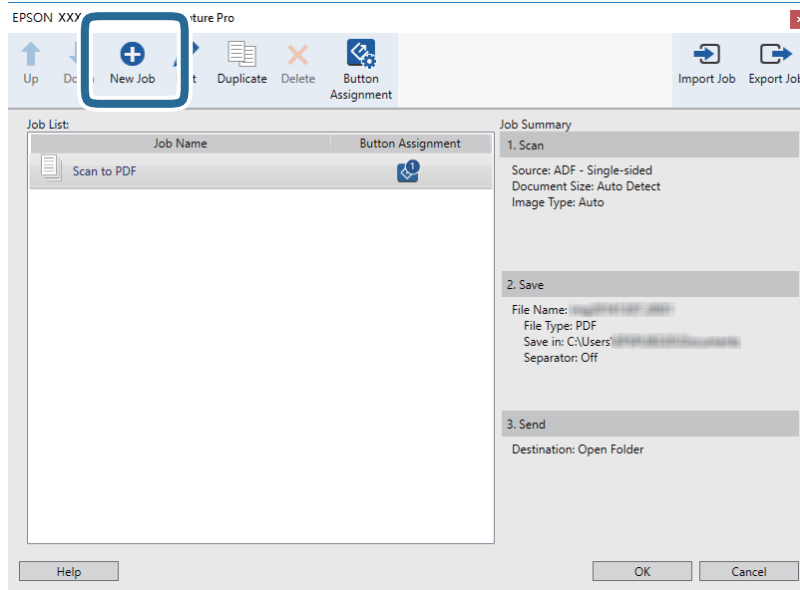 EPSON XXX ture Pro
Up
New Job
Duplicate
Delete
Button
Assignment
Import Job
Export Job
Job List:
Job Name
Button Assignment
Scan to PDF
1
Job Summary
1. Scan
Source: ADF - Single-sided
Document Size: Auto Detect
Image Type: Auto
2. Save
File Name:
File Type: PDF
Save in: C:\Users\
Separator: Off
3. Send
Destination: Open Folder
Help
OK
Cancel